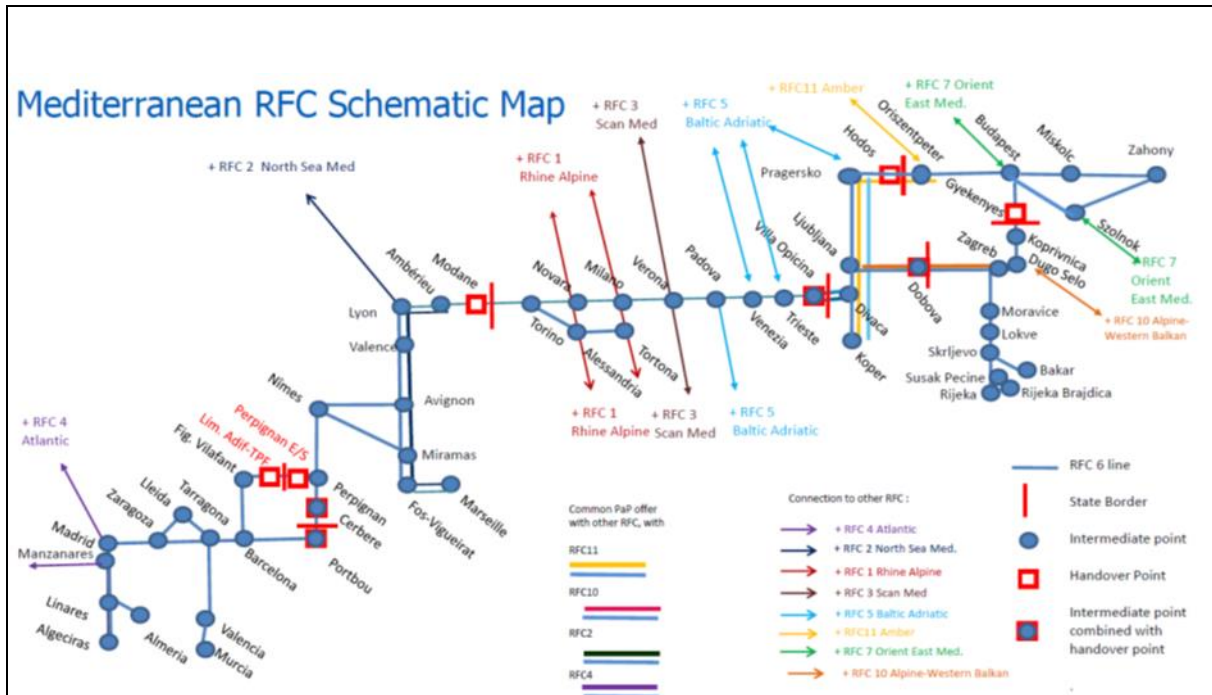 Mediterranean RFC Schematic Map
+ RFC 2 North Sea Med
+ RFC 1
Rhine Alpine
+ RFC 3
Scan Med
+ RFC 5
Baltic Adriatic
+ RFC11 Amber
+ RFC 7 Orient
East Med.
Hodos
Oriszentpeter
Budapest
Miskolc
Zahony
Pragersko
Gyekenyes
Szolnok
Koprivnica
Dugo Selo
Zagreb
+ RFC 7
Orient
East Med.
+ RFC 10 Alpine-
Western Balkan
Ljubljana
Villa Opicina
Dobova
Divaca
Koper
Moravice
Lokve
Skrljevo
Bakar
Susak Pecine
Rijeka
Rijeka Brajdica
Ambérieu
Modane
Novara
Milano
Verona
Padova
Venezia
Trieste
Torino
Alessandria
Tortona
+ RFC 1
Rhine Alpine
+ RFC 3
Scan Med
+ RFC 5
Baltic Adriatic
Lyon
Valence
Avignon
Nîmes
Miramas
Marseille
Fos-Vigueirat
Perpignan E/S
Lim. Adif-TPF
Fig. Vilafant
Perpignan
Cerbere
Portbou
+ RFC 4
Atlantic
Tarragona
Lleida
Zaragoza
Madrid
Manzanares
Barcelona
Linares
Algeciras
Almeria
Valencia
Murcia
Common PaP offer
with other RFC, with
RFC11
RFC10
RFC2
RFC4
Connection to other RFC :
+ RFC 4 Atlantic
+ RFC 2 North Sea Med.
+ RFC 1 Rhine Alpine
+ RFC 3 Scan Med
+ RFC 5 Baltic Adriatic
+ RFC11 Amber
+ RFC 7 Orient East Med.
+ RFC 10 Alpine-Western Balkan
RFC 6 line
State Border
Intermediate point
Handover Point
Intermediate point
combined with
handover point